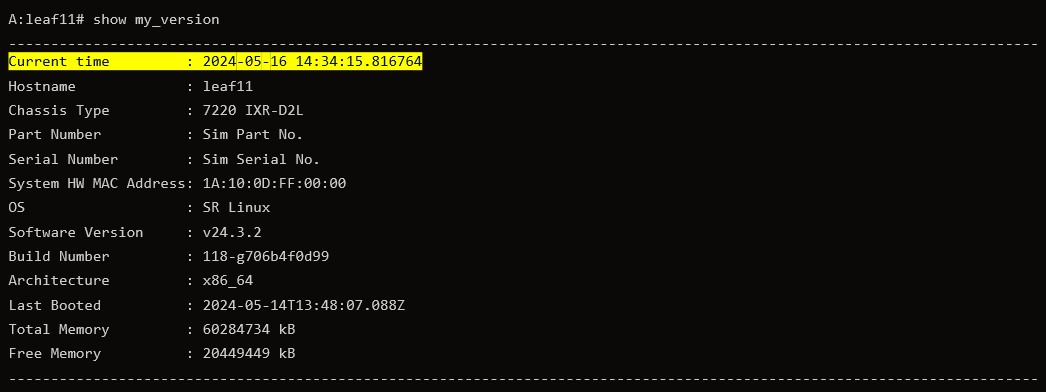 A:leaf11# show my_version
--------------------------------------------------------------------------------------------------------------------------
Current time         : 2024-05-16 14:34:15.816764
Hostname             : leaf11
Chassis Type         : 7220 IXR-D2L
Part Number          : Sim Part No.
Serial Number        : Sim Serial No.
System HW MAC Address: 1A:10:0D:FF:00:00
OS                   : SR Linux
Software Version     : v24.3.2
Build Number         : 118-g706b4f0d99
Architecture         : x86_64
Last Booted          : 2024-05-14T13:48:07.088Z
Total Memory         : 60284734 kB
Free Memory          : 20449449 kB
--------------------------------------------------------------------------------------------------------------------------